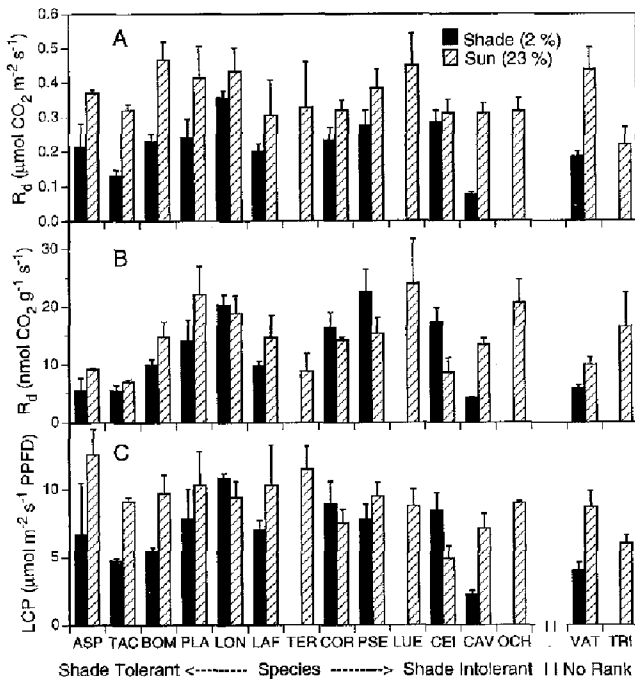 A
Shade (2 %)
Sun (23 %)
R_d (µmol CO₂ m⁻² s⁻¹)
0.6
0.5
0.4
0.3
0.2
0.1
0.0
B
R_d (nmol CO₂ g⁻¹ s⁻¹)
30
20
10
0
C
LCP (µmol m⁻² s⁻¹ PPFD)
10
5
0
ASP TAC BOM PLA LON LAF TER COR PSE LUE CEI CAV OCH VAT TRI
Shade Tolerant <----- Species -----> Shade Intolerant || No Rank